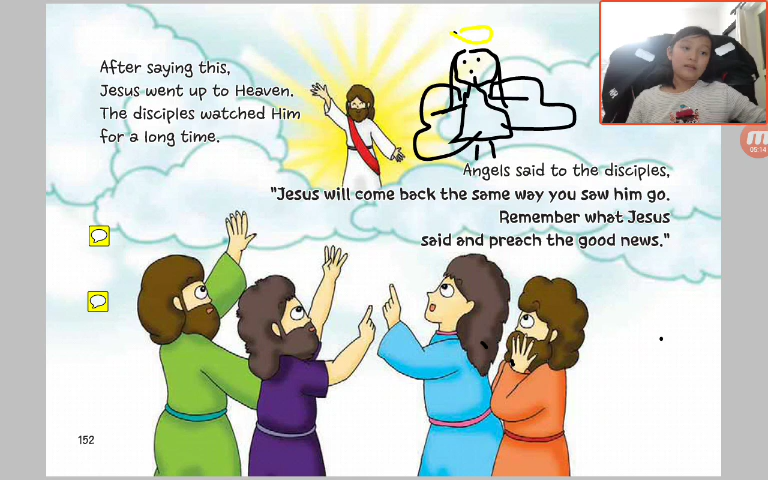 After saying this,
Jesus went up to Heaven.
The disciples watched Him
for a long time.
Angels said to the disciples,
"Jesus will come back the same way you saw him go.
Remember what Jesus
said and preach the good news."
152
05:14